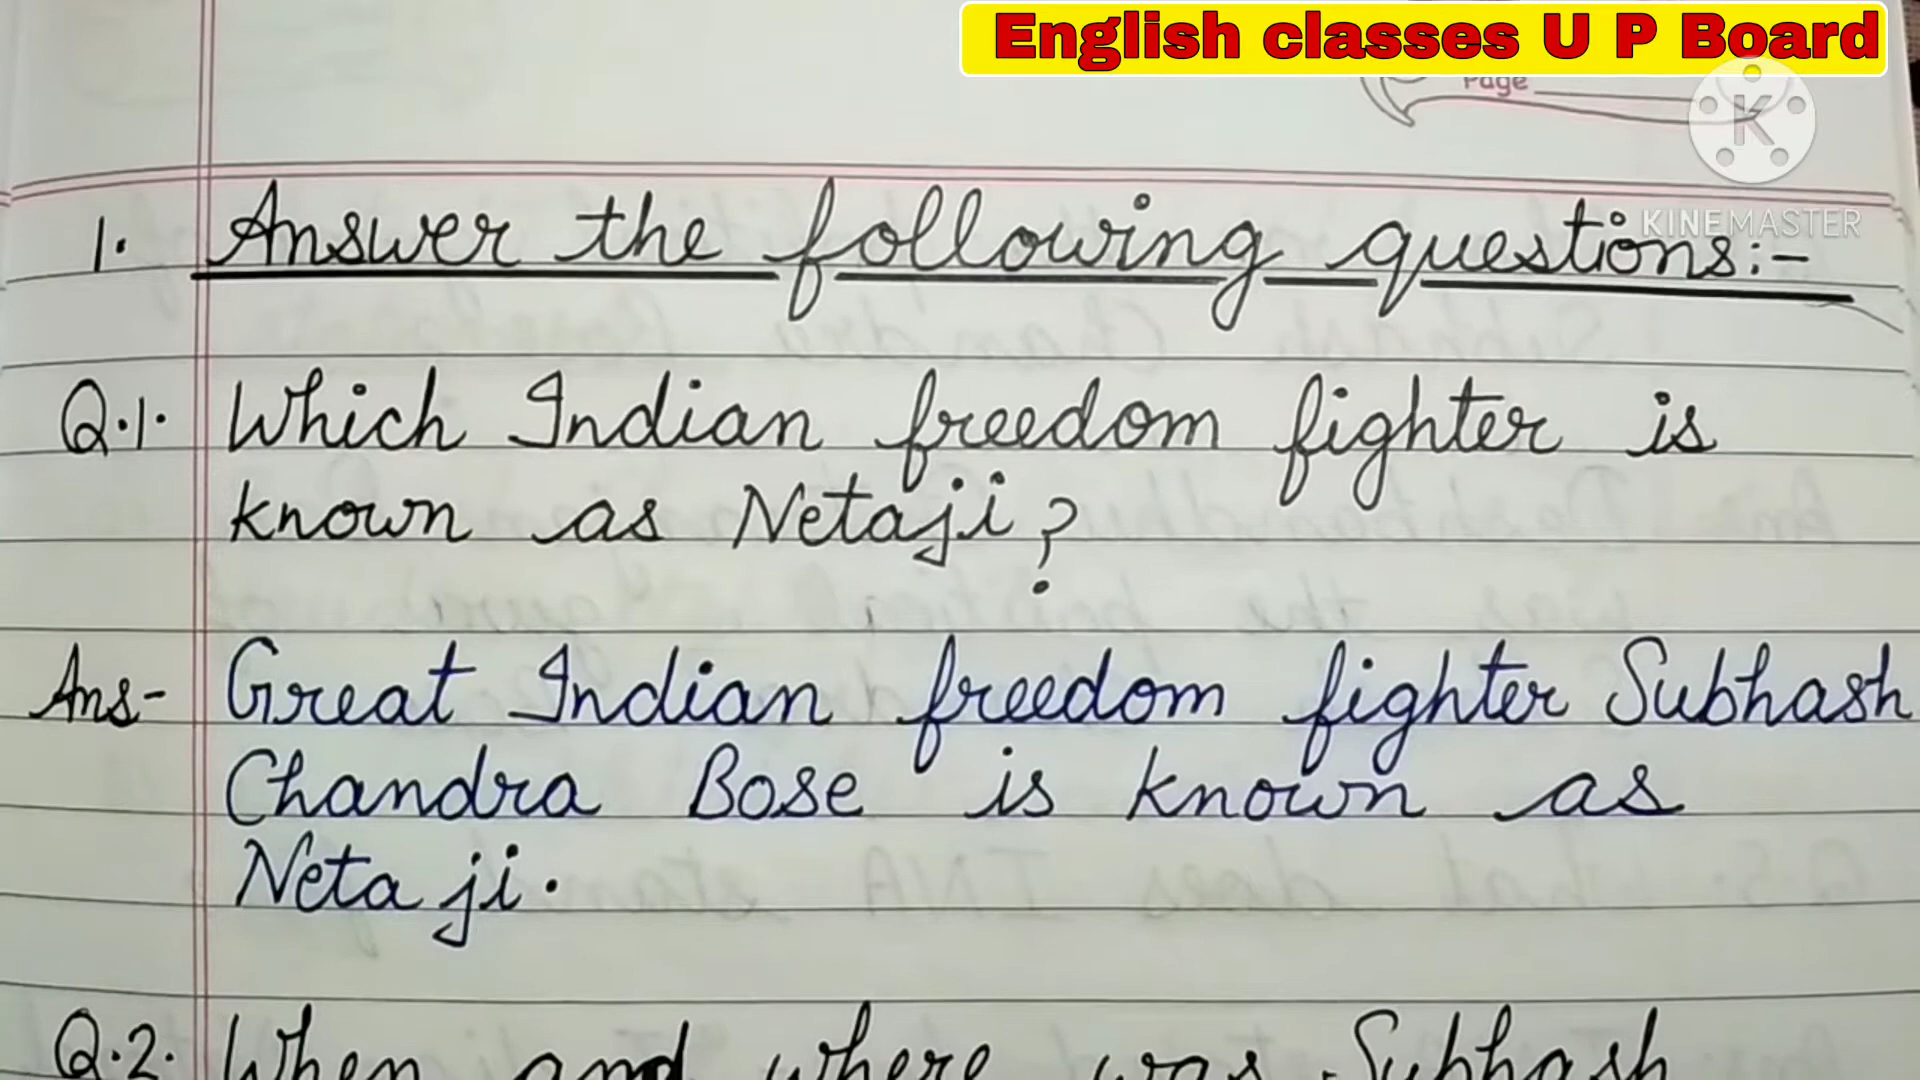 English classes U P Board
Page
KINEMASTER
1. Answer the following questions:-
Q.1. Which Indian freedom fighter is
known as Netaji?
Ans- Great Indian freedom fighter Subhash
Chandra Bose is known as
Neta ji.
Q.2. When and where was Subhash